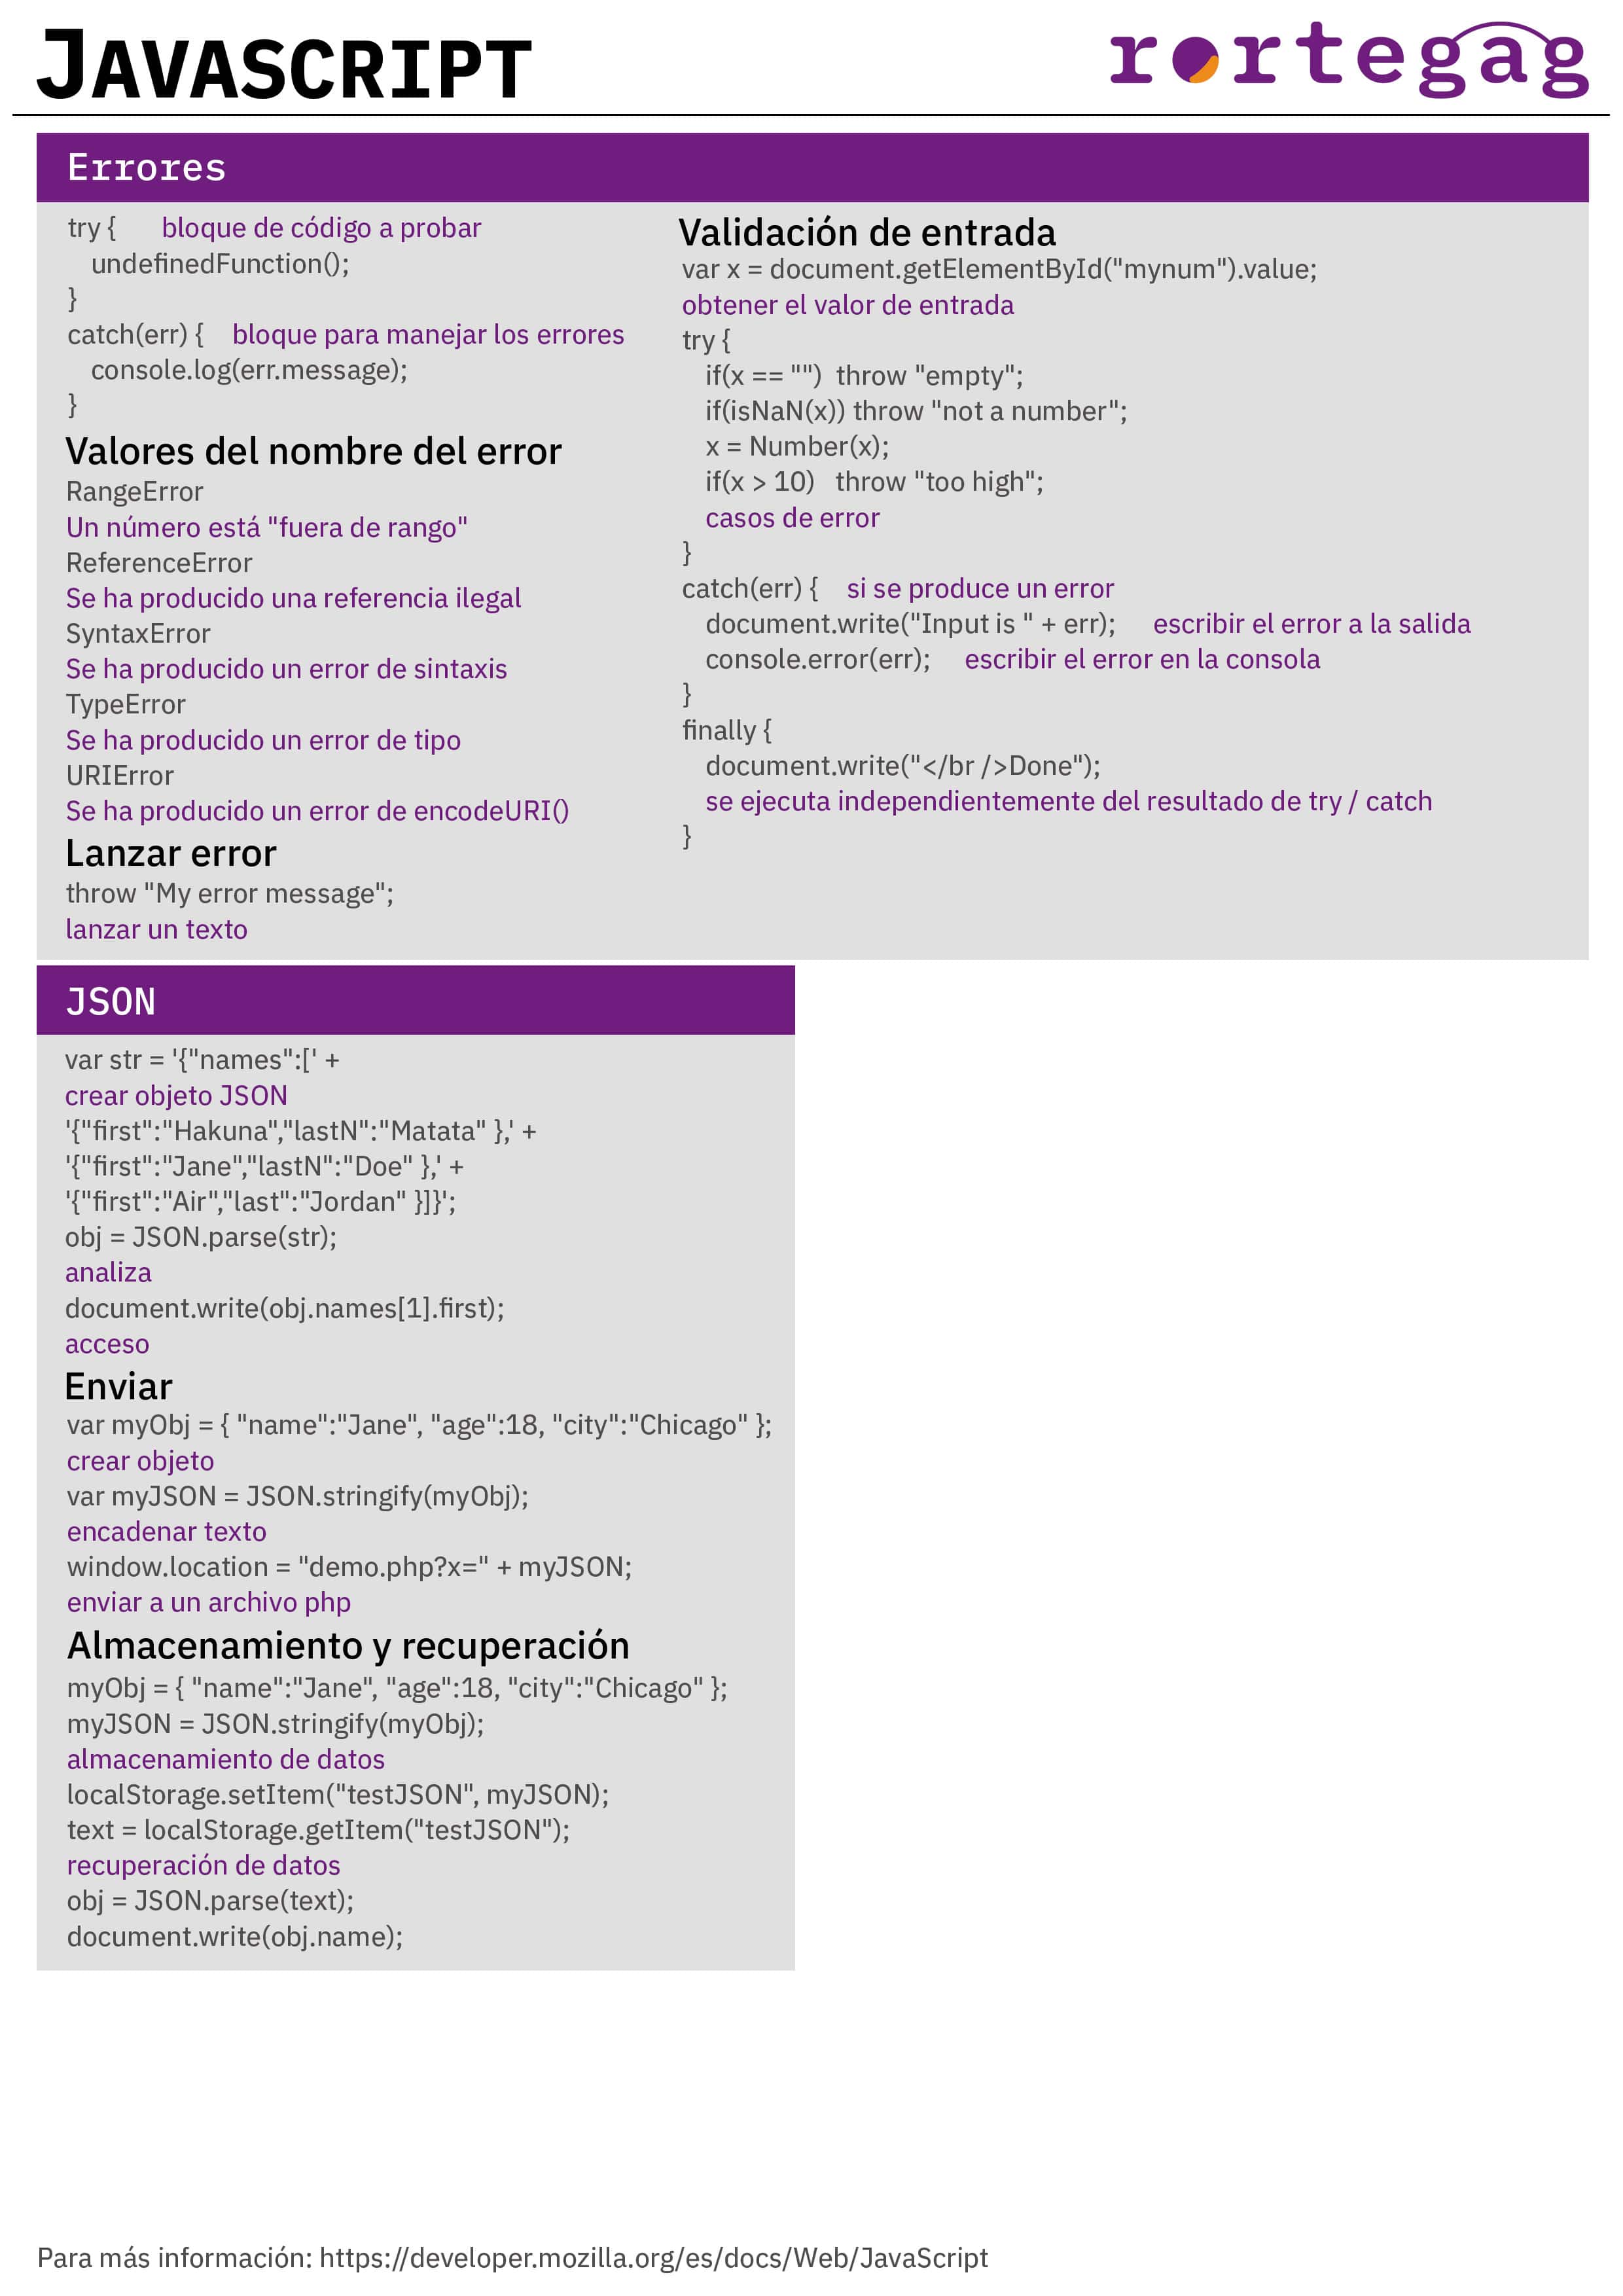 JAVASCRIPT
rortegag
Errores
try { bloque de código a probar
undefinedFunction();
}
catch(err) { bloque para manejar los errores
console.log(err.message);
}
Valores del nombre del error
RangeError
Un número está "fuera de rango"
ReferenceError
Se ha producido una referencia ilegal
SyntaxError
Se ha producido un error de sintaxis
TypeError
Se ha producido un error de tipo
URIError
Se ha producido un error de encodeURI()
Lanzar error
throw "My error message";
lanzar un texto
Validación de entrada
var x = document.getElementById("mynum").value;
obtener el valor de entrada
try {
if(x == "") throw "empty";
if(isNaN(x)) throw "not a number";
x = Number(x);
if(x > 10) throw "too high";
casos de error
}
catch(err) { si se produce un error
document.write("Input is " + err); escribir el error a la salida
console.error(err); escribir el error en la consola
}
finally {
document.write("</br />Done");
se ejecuta independientemente del resultado de try / catch
}
JSON
var str = '{"names":[' +
crear objeto JSON
'{"first":"Hakuna","lastN":"Matata" },' +
'{"first":"Jane","lastN":"Doe" },' +
'{"first":"Air","last":"Jordan" }]}';
obj = JSON.parse(str);
analiza
document.write(obj.names[1].first);
acceso
Enviar
var myObj = { "name":"Jane", "age":18, "city":"Chicago" };
crear objeto
var myJSON = JSON.stringify(myObj);
encadenar texto
window.location = "demo.php?x=" + myJSON;
enviar a un archivo php
Almacenamiento y recuperación
myObj = { "name":"Jane", "age":18, "city":"Chicago" };
myJSON = JSON.stringify(myObj);
almacenamiento de datos
localStorage.setItem("testJSON", myJSON);
text = localStorage.getItem("testJSON");
recuperación de datos
obj = JSON.parse(text);
document.write(obj.name);
Para más información: https://developer.mozilla.org/es/docs/Web/JavaScript